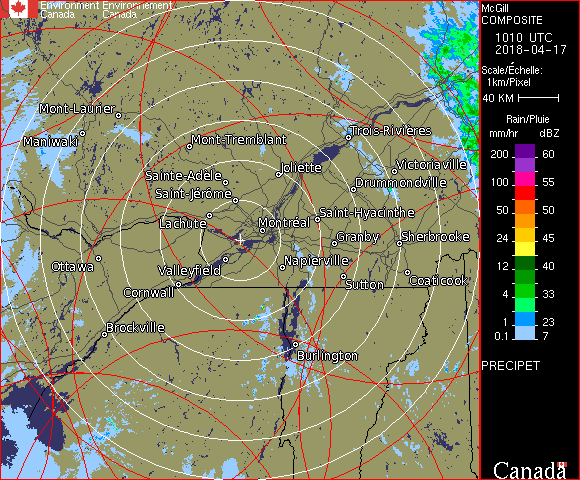 Environment Environnement
Canada Canada
McGill
COMPOSITE
1010 UTC
2018-04-17
Scale/Échelle:
1km/Pixel
40 KM
Rain/Pluie
mm/hr dBZ
200 60
100 55
50 50
24 45
12 40
4 33
1 23
0.1 7
PRECIPET
Canada
Mont-Laurier
Maniwaki
Mont-Tremblant
Trois-Rivières
Joliette
Victoriaville
Sainte-Adèle
Drummondville
Saint-Jérôme
Lachute
Saint-Hyacinthe
Montréal
Granby
Sherbrooke
Ottawa
Valleyfield
Napierville
Cornwall
Sutton
Coaticook
Brockville
Burlington